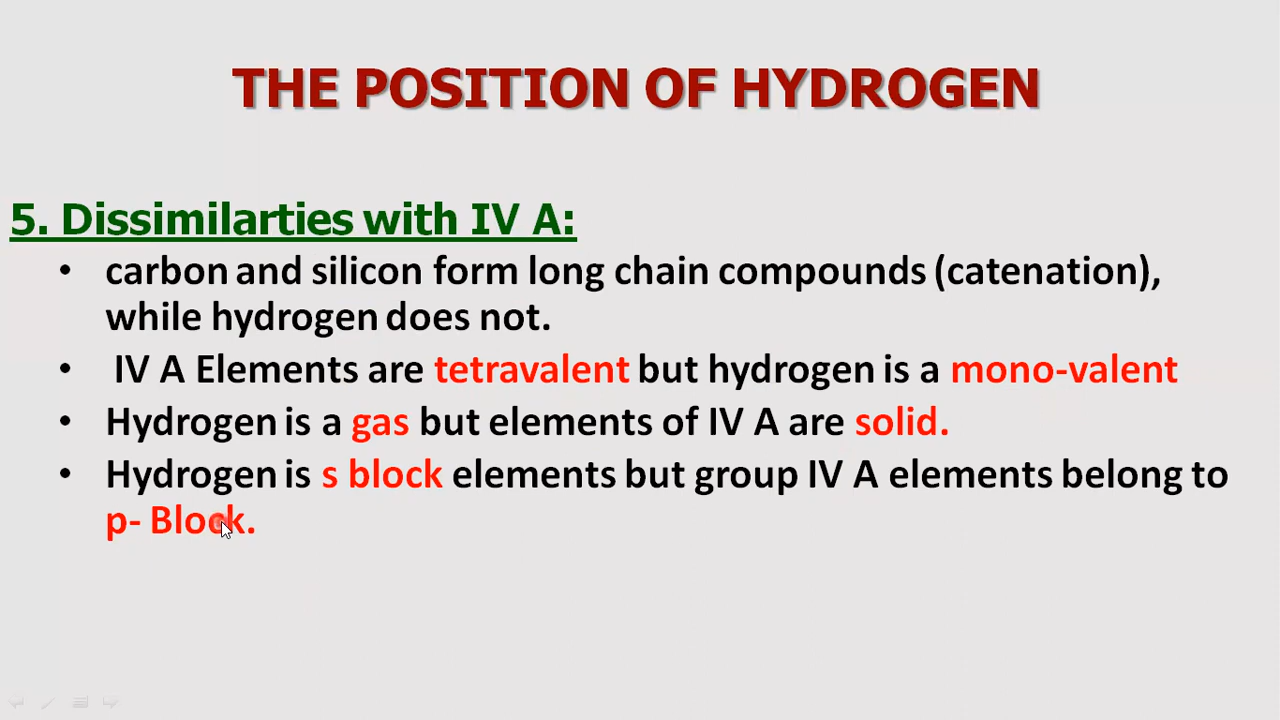 THE POSITION OF HYDROGEN
5. Dissimilarties with IV A:
• carbon and silicon form long chain compounds (catenation),
while hydrogen does not.
• IV A Elements are tetravalent but hydrogen is a mono-valent
• Hydrogen is a gas but elements of IV A are solid.
• Hydrogen is s block elements but group IV A elements belong to
p- Block.